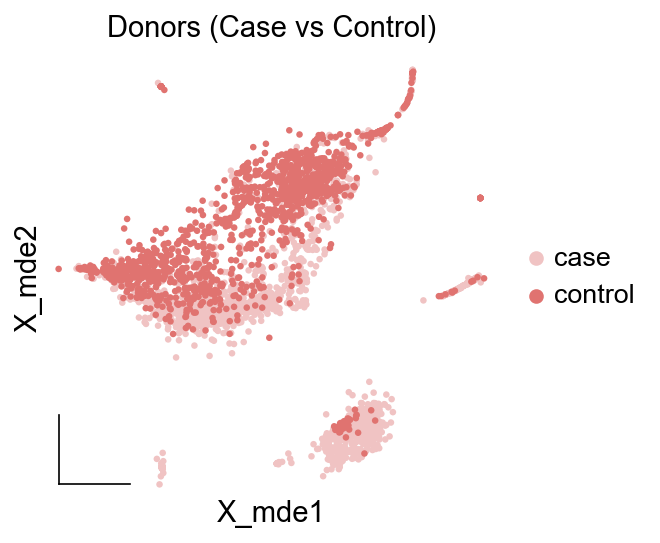 Donors (Case vs Control)
X_mde2
case
control
X_mde1